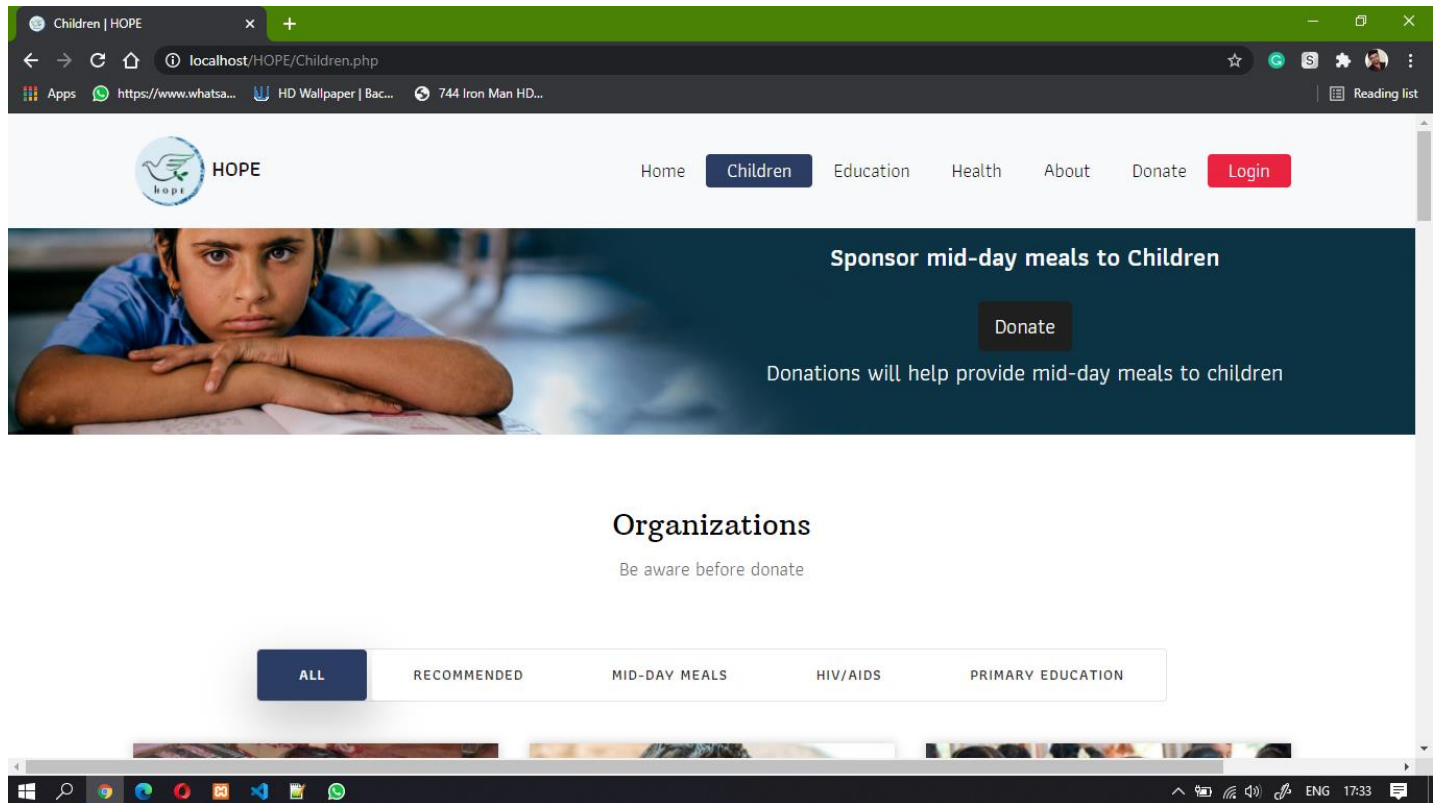 Children | HOPE
localhost/HOPE/Children.php
Apps https://www.whatsa... HD Wallpaper | Bac... 744 Iron Man HD... Reading list
hope HOPE Home Children Education Health About Donate Login
Sponsor mid-day meals to Children
Donate
Donations will help provide mid-day meals to children
Organizations
Be aware before donate
ALL RECOMMENDED MID-DAY MEALS HIV/AIDS PRIMARY EDUCATION
ENG 17:33